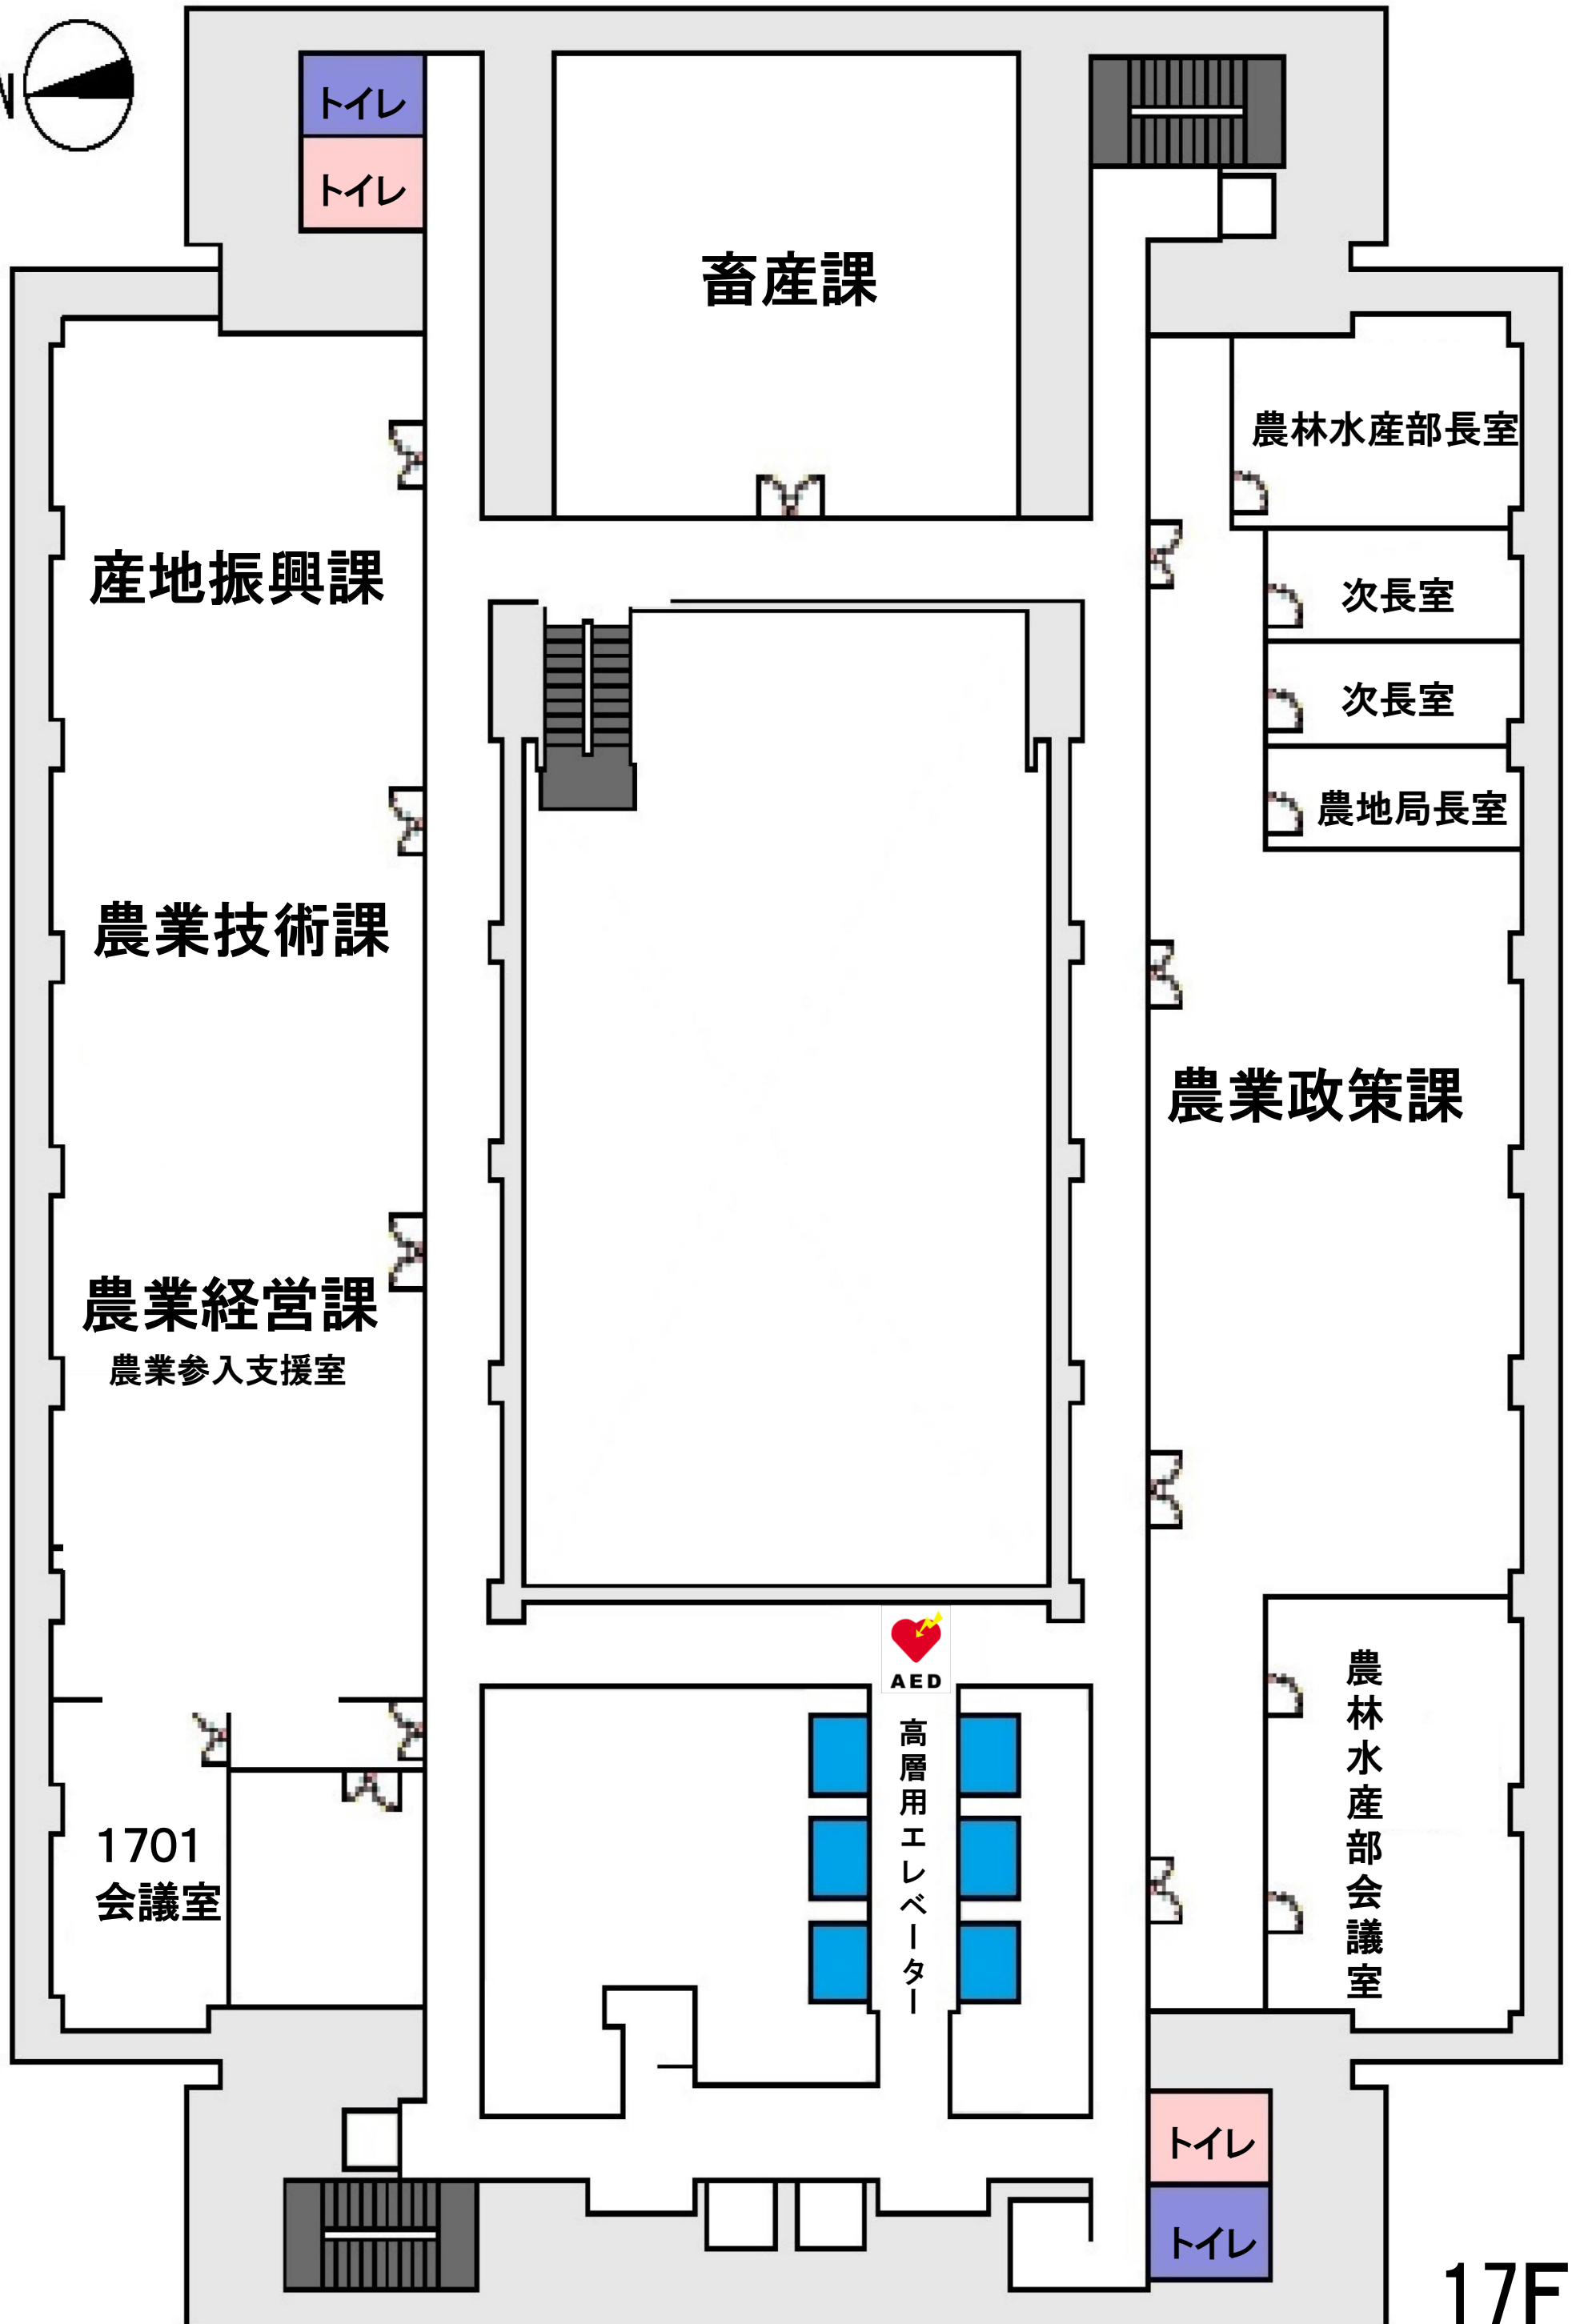 N
トイレ
トイレ
畜産課
農林水産部長室
産地振興課
次長室
次長室
農地局長室
農業技術課
農業政策課
農業経営課
農業参入支援室
AED
高層用エレベーター
農林水産部会議室
1701
会議室
トイレ
トイレ
17F